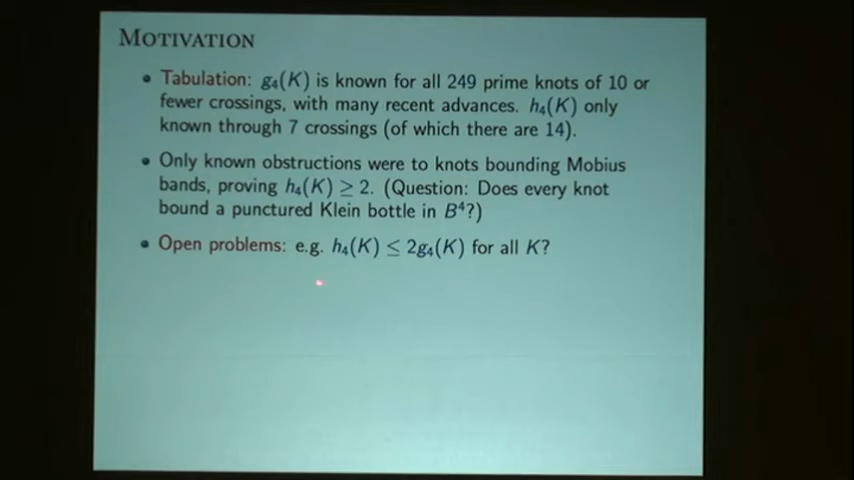 MOTIVATION
• Tabulation: g₄(K) is known for all 249 prime knots of 10 or
fewer crossings, with many recent advances. h₄(K) only
known through 7 crossings (of which there are 14).
• Only known obstructions were to knots bounding Mobius
bands, proving h₄(K) ≥ 2. (Question: Does every knot
bound a punctured Klein bottle in B⁴?)
• Open problems: e.g. h₄(K) ≤ 2g₄(K) for all K?